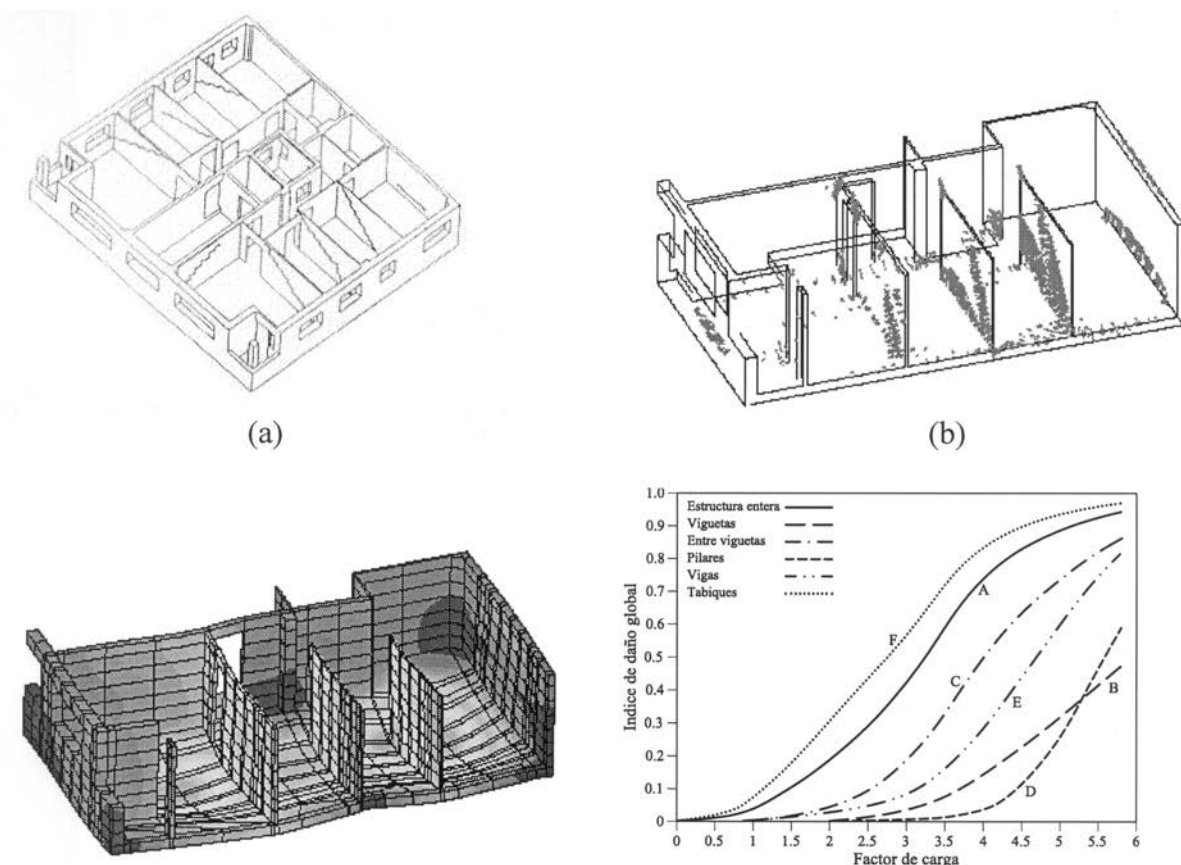 (a)
(b)
Indice de daño global
1.0
0.9
0.8
0.7
0.6
0.5
0.4
0.3
0.2
0.1
0
Estructura entera
Viguetas
Entre viguetas
Pilares
Vigas
Tabiques
A
F
C
E
B
D
0 0.5 1 1.5 2 2.5 3 3.5 4 4.5 5 5.5 6
Factor de carga